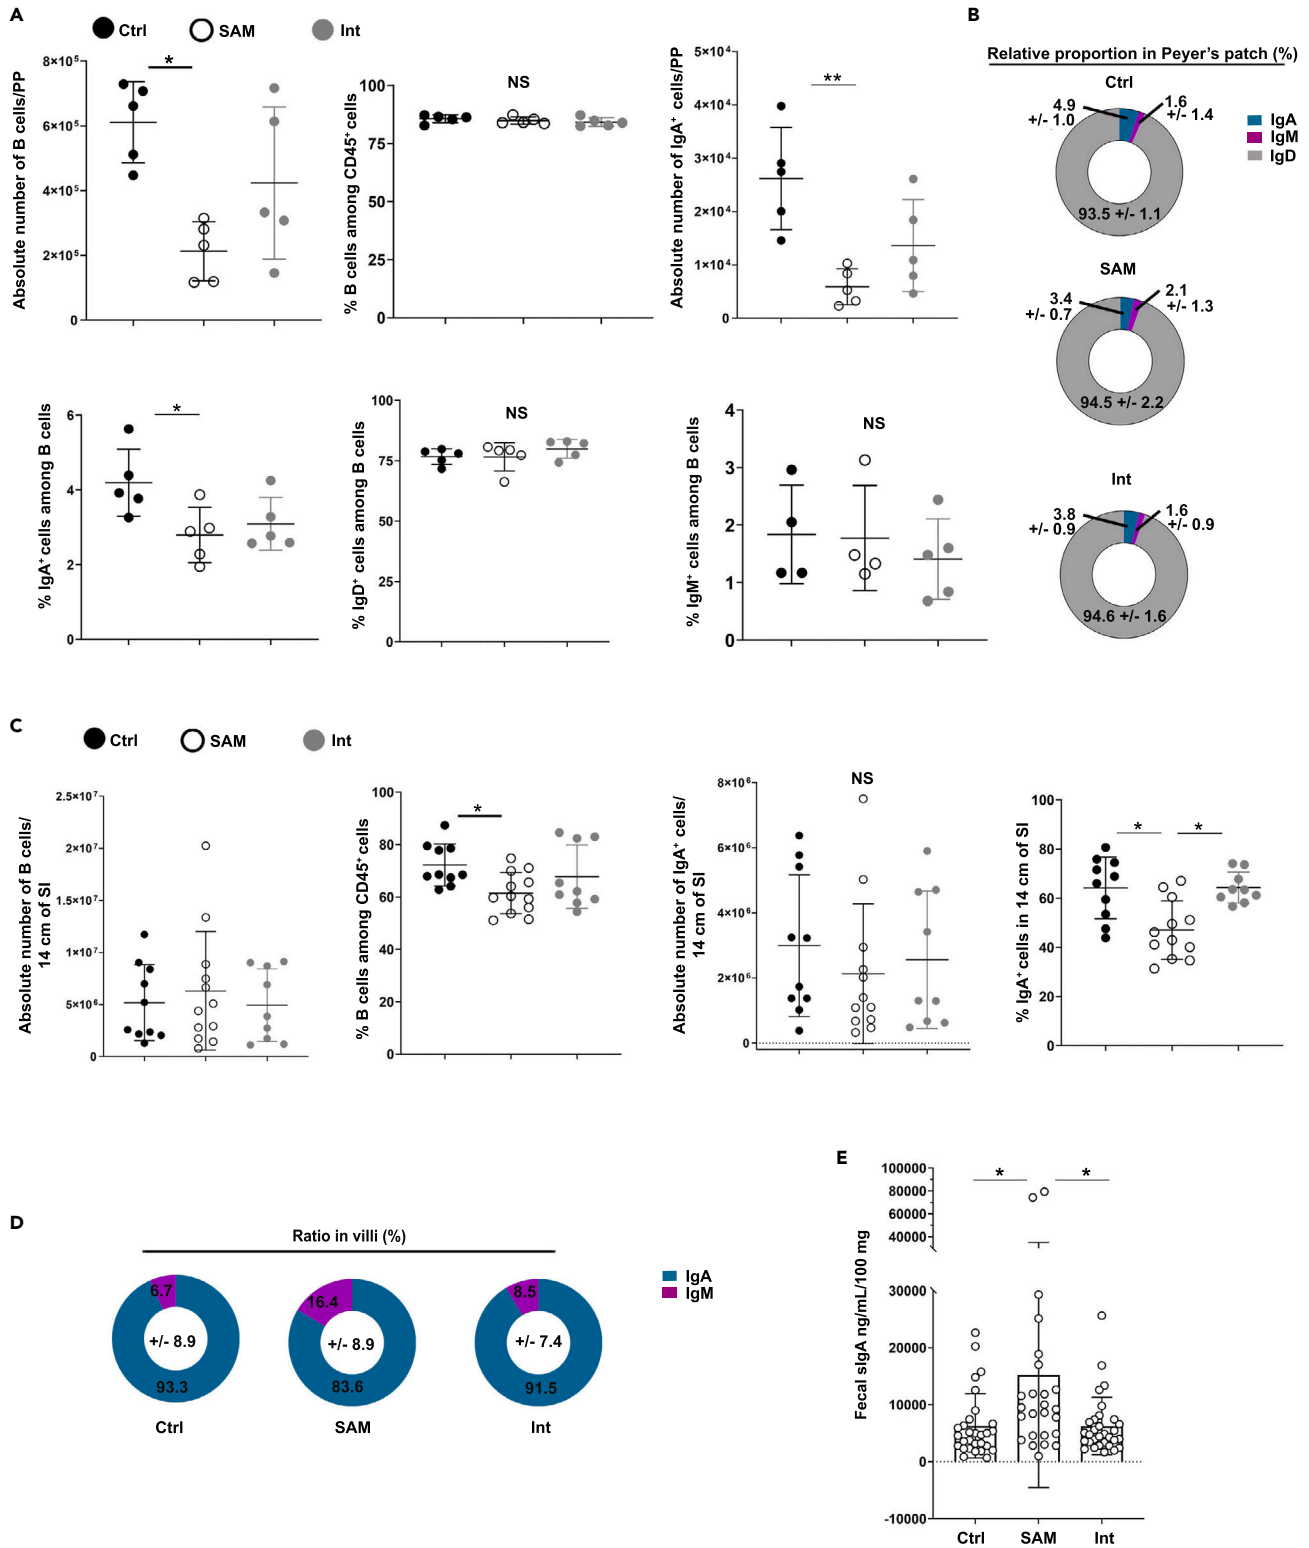 A
Ctrl
SAM
Int
Absolute number of B cells/PP
8×10⁵
6×10⁵
4×10⁵
2×10⁵
0
*
% B cells among CD45⁺ cells
100
75
50
25
0
NS
Absolute number of IgA⁺ cells/PP
5×10⁴
4×10⁴
3×10⁴
2×10⁴
1×10⁴
0
**
% IgA⁺ cells among B cells
6
4
2
0
*
% IgD⁺ cells among B cells
100
75
50
25
0
NS
% IgM⁺ cells among B cells
4
3
2
1
0
NS
B
Relative proportion in Peyer's patch (%)
Ctrl
4.9
+/- 1.0
1.6
+/- 1.4
93.5 +/- 1.1
IgA
IgM
IgD
SAM
3.4
+/- 0.7
2.1
+/- 1.3
94.5 +/- 2.2
Int
3.8
+/- 0.9
1.6
+/- 0.9
94.6 +/- 1.6
C
Ctrl
SAM
Int
Absolute number of B cells/
14 cm of SI
2.5×10⁷
2×10⁷
1.5×10⁷
1×10⁷
5×10⁶
0
% B cells among CD45⁺ cells
100
80
60
40
20
0
*
Absolute number of IgA⁺ cells/
14 cm of SI
8×10⁶
6×10⁶
4×10⁶
2×10⁶
0
NS
% IgA⁺ cells in 14 cm of SI
100
80
60
40
20
0
*
*
D
Ratio in villi (%)
6.7
+/- 8.9
93.3
Ctrl
16.4
+/- 8.9
83.6
SAM
8.5
+/- 7.4
91.5
Int
IgA
IgM
E
Fecal sIgA ng/mL/100 mg
100000
80000
60000
40000
30000
20000
10000
0
-10000
*
*
Ctrl
SAM
Int